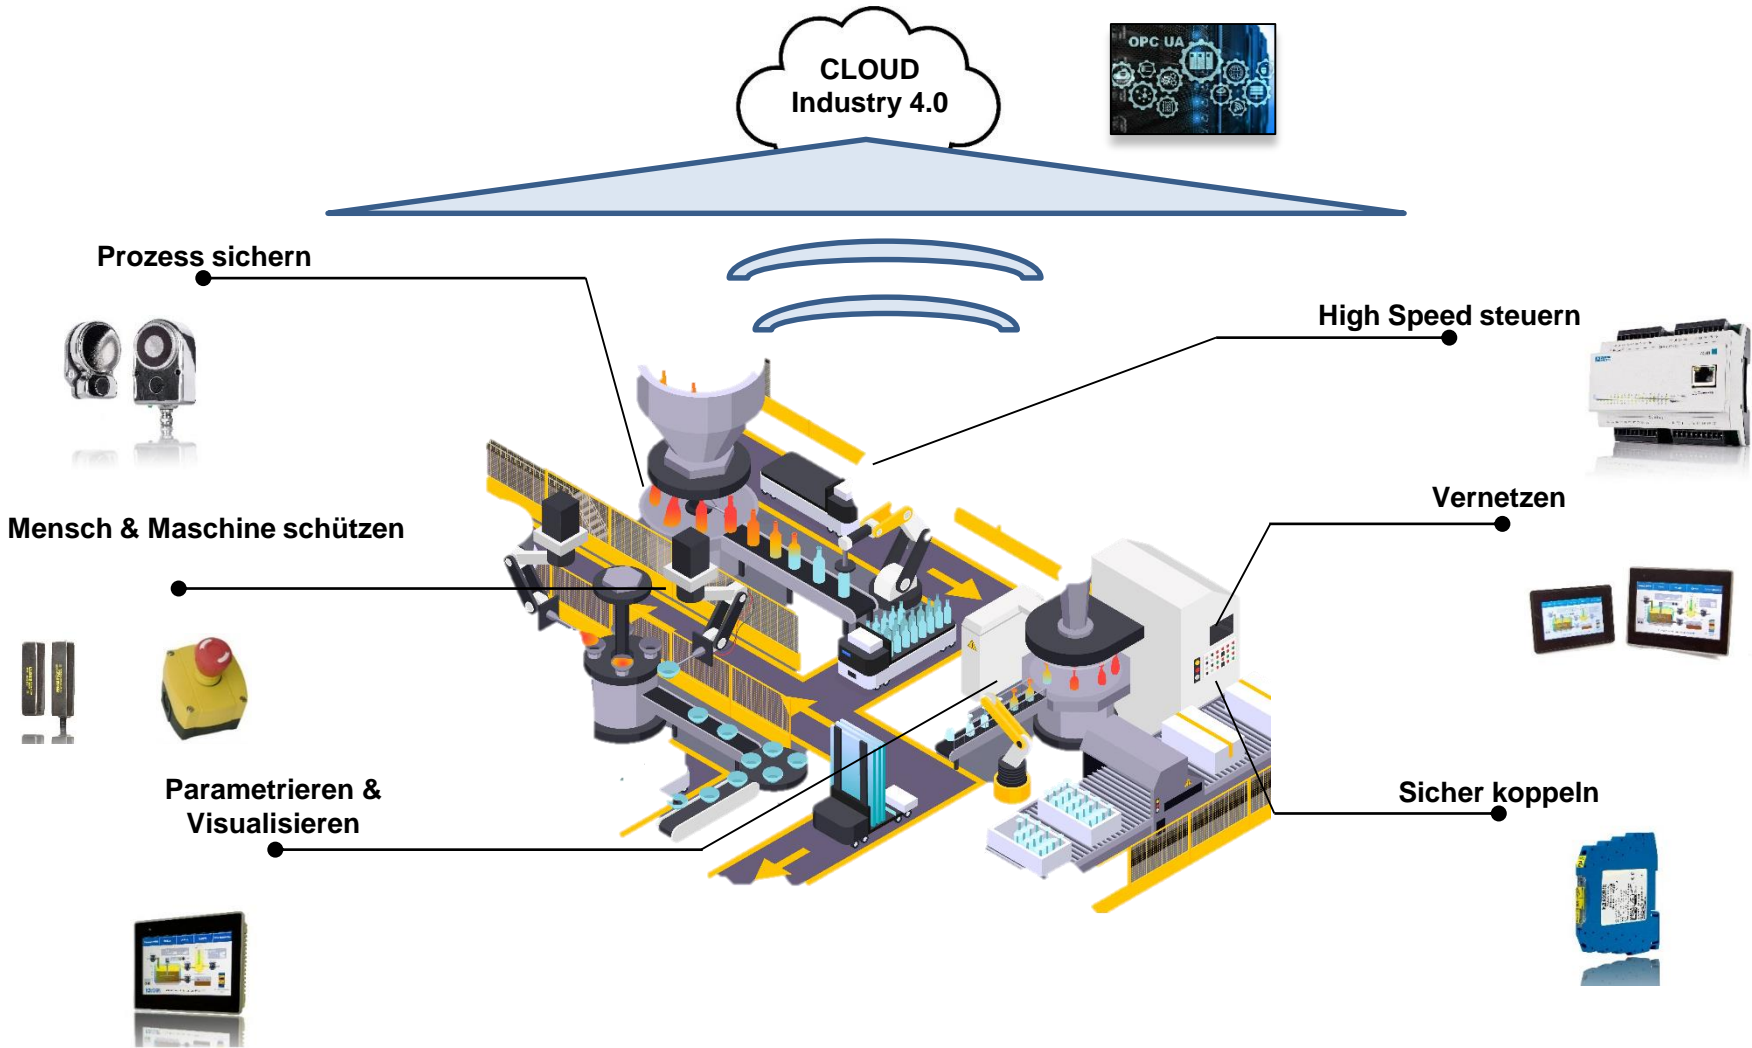 CLOUD
Industry 4.0
OPC UA
Prozess sichern
High Speed steuern
Vernetzen
Mensch & Maschine schützen
Parametrieren &
Visualisieren
Sicher koppeln